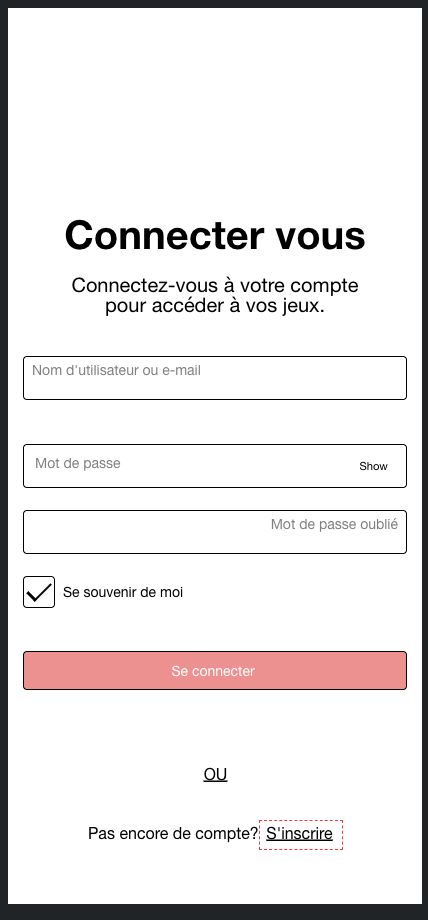 Connecter vous
Connectez-vous à votre compte
pour accéder à vos jeux.
Nom d'utilisateur ou e-mail
Mot de passe
Show
Mot de passe oublié
Se souvenir de moi
Se connecter
OU
Pas encore de compte? S'inscrire